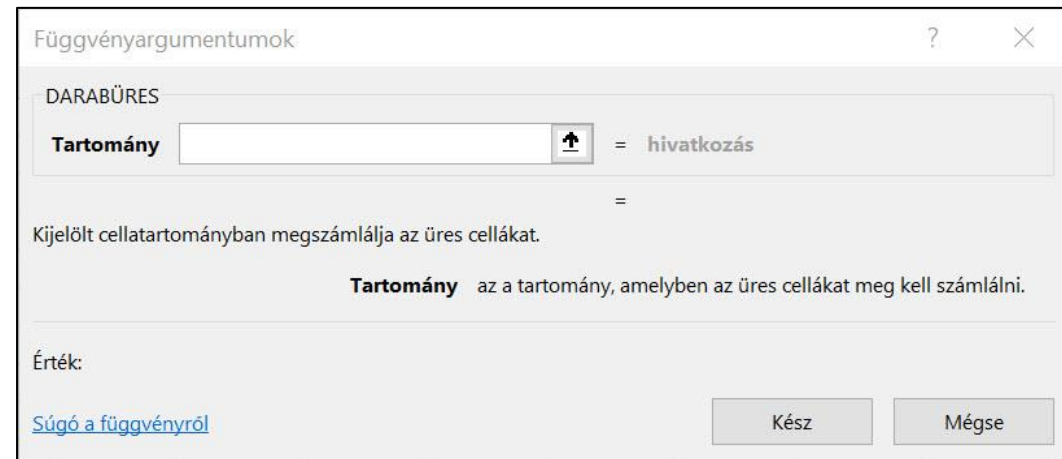 Függvényargumentumok ? ×
DARABÜRES
Tartomány = hivatkozás
=
Kijelölt cellatartományban megszámlálja az üres cellákat.
Tartomány az a tartomány, amelyben az üres cellákat meg kell számlálni.
Érték:
Súgó a függvényről Kész Mégse